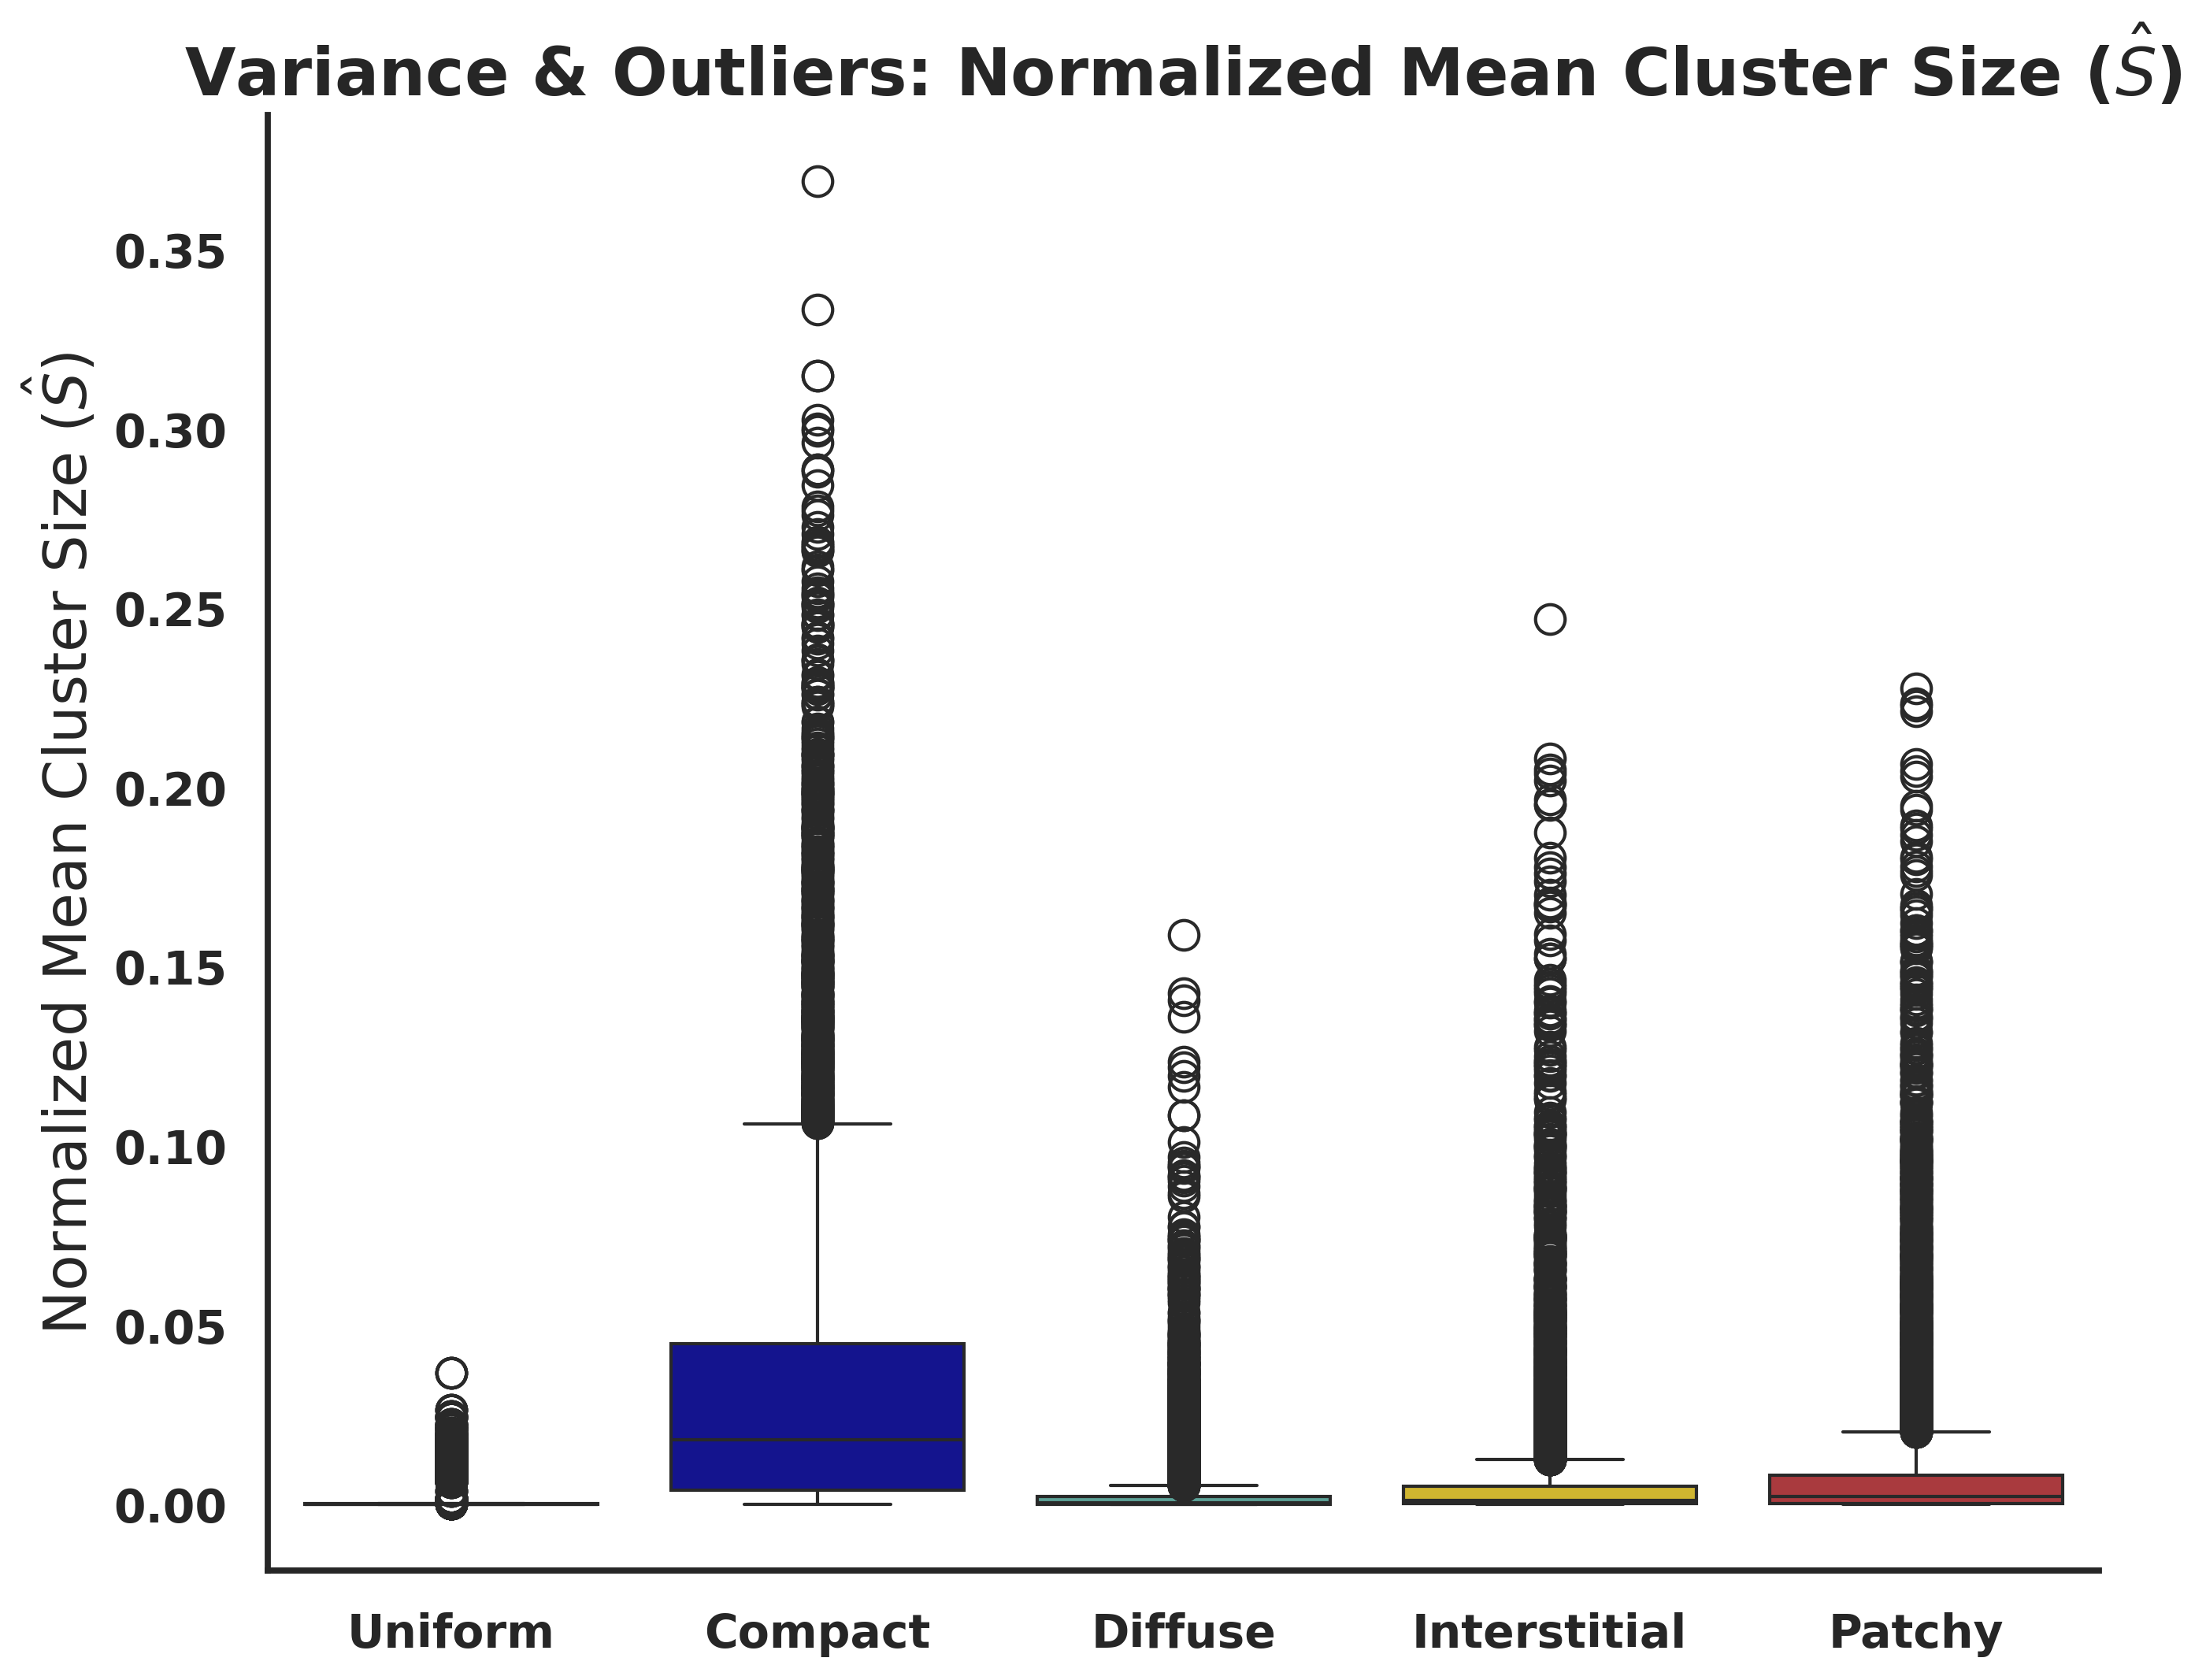 Variance & Outliers: Normalized Mean Cluster Size (Ŝ)
Normalized Mean Cluster Size (Ŝ)
0.35
0.30
0.25
0.20
0.15
0.10
0.05
0.00
Uniform Compact Diffuse Interstitial Patchy